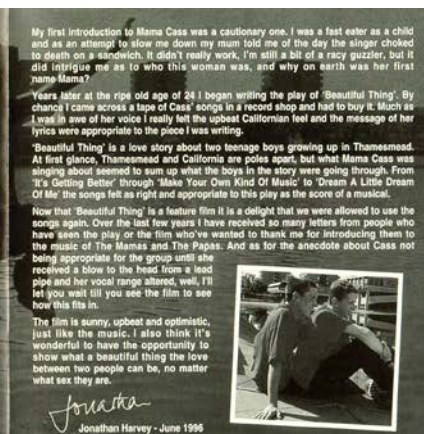 My first introduction to Mama Cass was a cautionary one. I was a fast eater as a child
and as an attempt to slow me down my mum told me of the day the singer choked
to death on a sandwich. It didn't really work, I'm still a bit of a racy guzzler, but it
did intrigue me as to who this woman was, and why on earth was her first
name Mama?
Years later at the ripe old age of 24 I began writing the play of 'Beautiful Thing'. By
chance I came across a tape of Cass' songs in a record shop and had to buy it. Much as
I was in awe of her voice I really felt the upbeat Californian feel and the message of her
lyrics were appropriate to the piece I was writing.
'Beautiful Thing' is a love story about two teenage boys growing up in Thamesmead.
At first glance, Thamesmead and California are poles apart, but what Mama Cass was
singing about seemed to sum up what the boys in the story were going through. From
'It's Getting Better' through 'Make Your Own Kind Of Music' to 'Dream A Little Dream
Of Me' the songs felt as right and appropriate to this play as the score of a musical.
Now that 'Beautiful Thing' is a feature film it is a delight that we were allowed to use the
songs again. Over the last few years I have received so many letters from people who
have seen the play or the film who've wanted to thank me for introducing them to
the music of The Mamas and The Papas. And as for the anecdote about Cass not
being appropriate for the group until she
received a blow to the head from a lead
pipe and her vocal range altered, well, I'll
let you wait till you see the film to see
how this fits in.
The film is sunny, upbeat and optimistic,
just like the music. I also think it's
wonderful to have the opportunity to
show what a beautiful thing the love
between two people can be, no matter
what sex they are.
Jonathan
Jonathan Harvey - June 1996